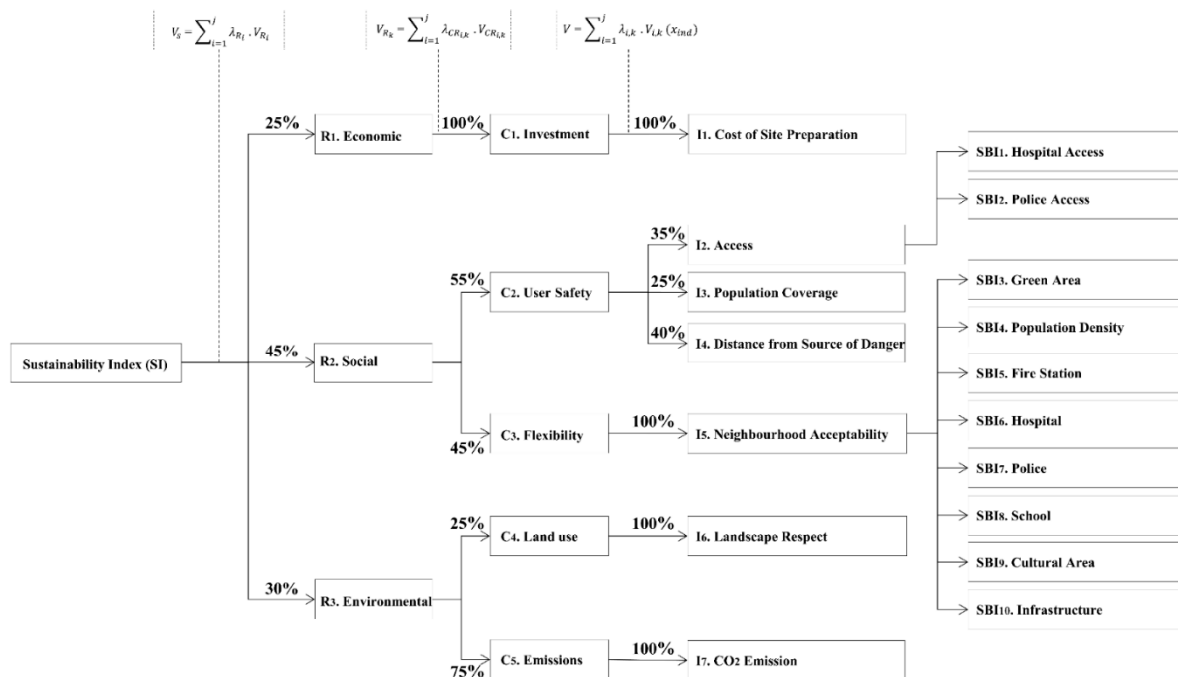 V_s = ∑_{i=1}^{j} λ_{R_i} . V_{R_i}
V_{R_k} = ∑_{i=1}^{j} λ_{CR_{i,k}} . V_{CR_{i,k}}
V = ∑_{i=1}^{j} λ_{i,k} . V_{i,k} (x_{ind})
25%
R1. Economic
100%
C1. Investment
100%
I1. Cost of Site Preparation
SBI1. Hospital Access
SBI2. Police Access
35%
I2. Access
55%
C2. User Safety
25%
I3. Population Coverage
40%
I4. Distance from Source of Danger
Sustainability Index (SI)
45%
R2. Social
45%
C3. Flexibility
100%
I5. Neighbourhood Acceptability
SBI3. Green Area
SBI4. Population Density
SBI5. Fire Station
SBI6. Hospital
SBI7. Police
SBI8. School
SBI9. Cultural Area
SBI10. Infrastructure
25%
C4. Land use
100%
I6. Landscape Respect
30%
R3. Environmental
75%
C5. Emissions
100%
I7. CO2 Emission